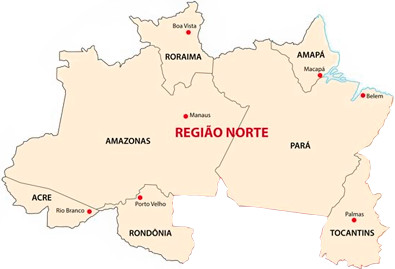 Boa Vista
RORAIMA
AMAPÁ
Macapá
Belem
Manaus
REGIÃO NORTE
AMAZONAS
PARÁ
ACRE
Rio Branco
Porto Velho
RONDÔNIA
Palmas
TOCANTINS